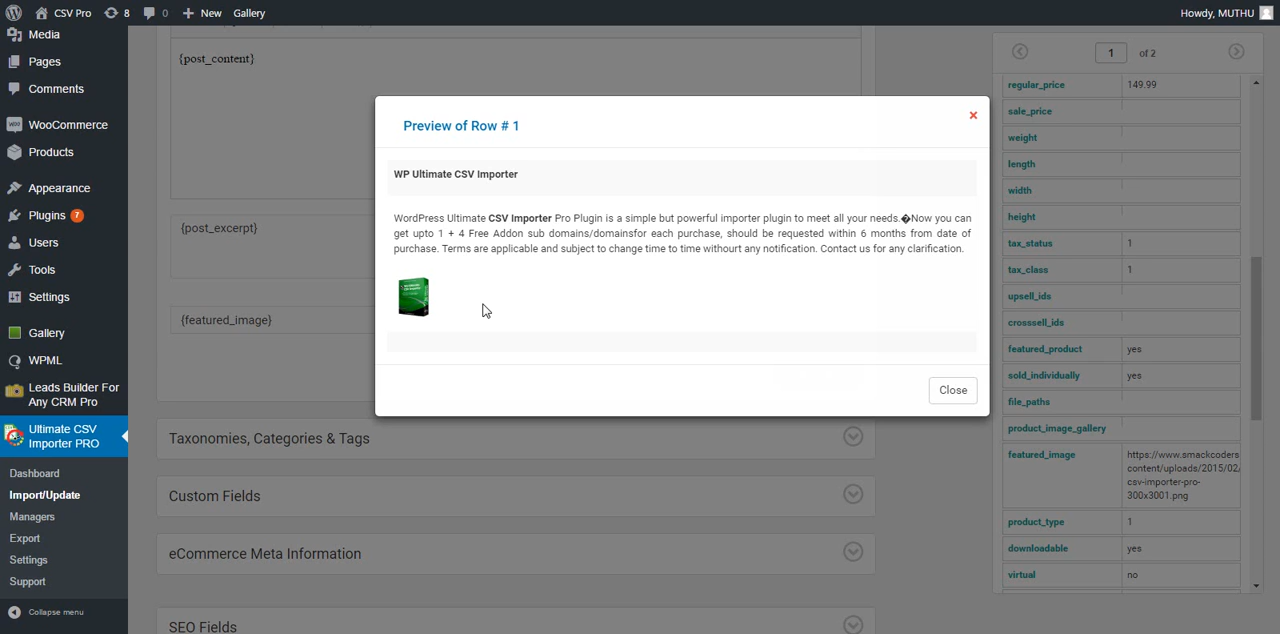 CSV Pro
8
0
New
Gallery
Howdy, MUTHU
Media
Pages
Comments
WooCommerce
Products
Appearance
Plugins 7
Users
Tools
Settings
Gallery
WPML
Leads Builder For
Any CRM Pro
Ultimate CSV
Importer PRO
Dashboard
Import/Update
Managers
Export
Settings
Support
Collapse menu
{post_content}
{post_excerpt}
{featured_image}
Preview of Row # 1
WP Ultimate CSV Importer
WordPress Ultimate CSV Importer Pro Plugin is a simple but powerful importer plugin to meet all your needs.�Now you can
get upto 1 + 4 Free Addon sub domains/domainsfor each purchase, should be requested within 6 months from date of
purchase. Terms are applicable and subject to change time to time withourt any notification. Contact us for any clarification.
Close
Taxonomies, Categories & Tags
Custom Fields
eCommerce Meta Information
SEO Fields
1 of 2
regular_price 149.99
sale_price
weight
length
width
height
tax_status 1
tax_class 1
upsell_ids
crosssell_ids
featured_product yes
sold_individually yes
file_paths
product_image_gallery
featured_image https://www.smackcoders
content/uploads/2015/02/
csv-importer-pro-
300x3001.png
product_type 1
downloadable yes
virtual no